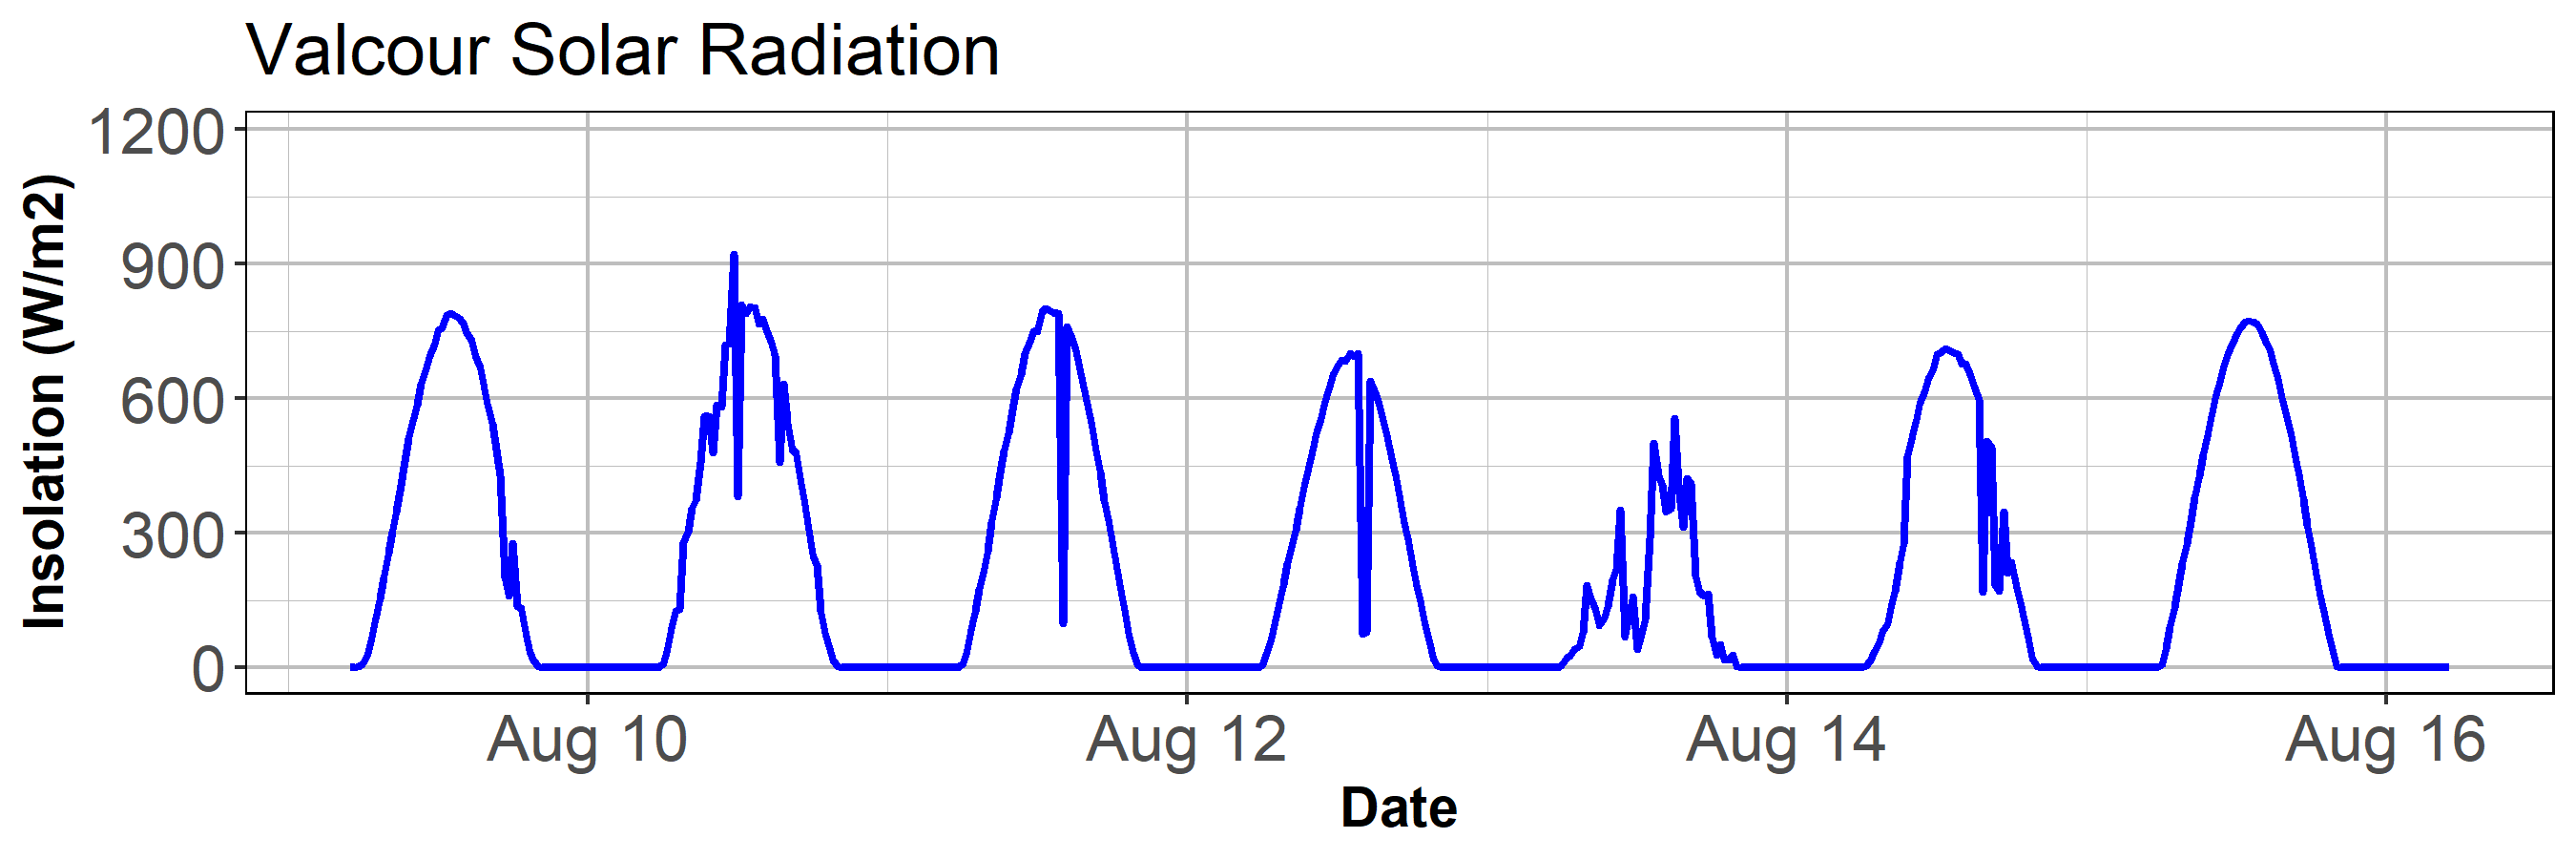 Valcour Solar Radiation
Insolation (W/m2)
1200
900
600
300
0
Aug 10
Aug 12
Aug 14
Aug 16
Date